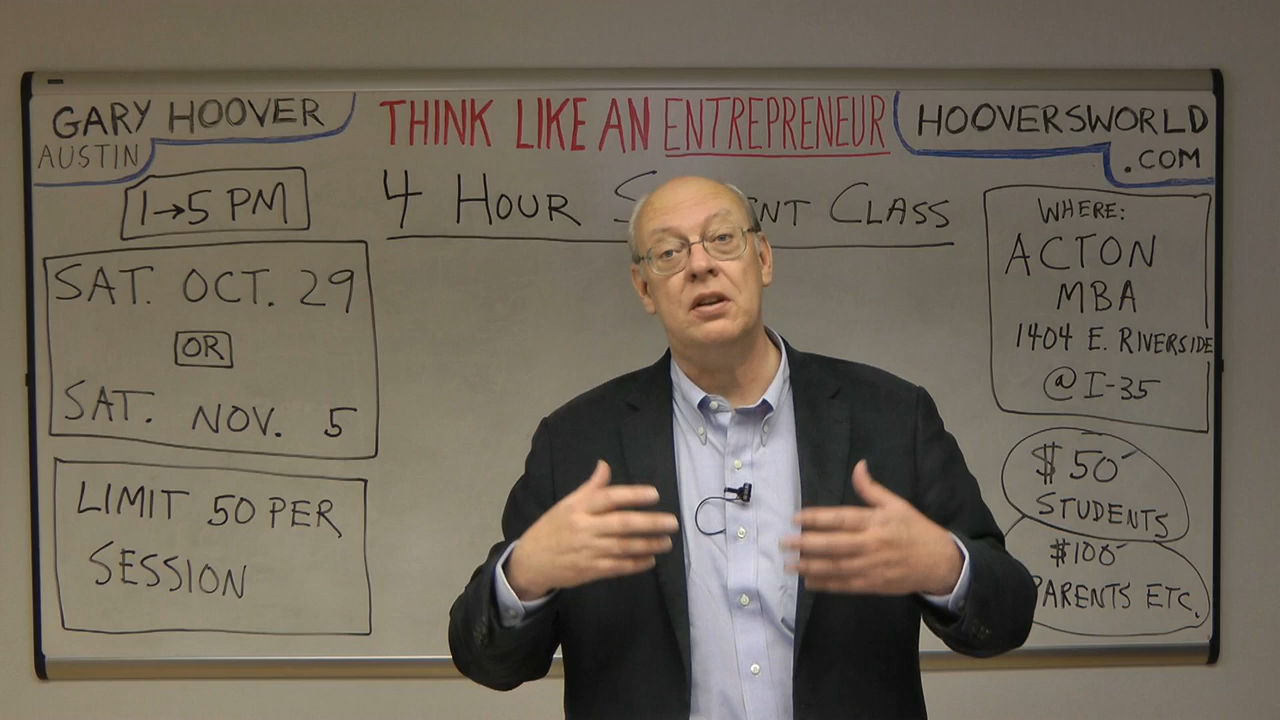 GARY HOOVER
AUSTIN
THINK LIKE AN ENTREPRENEUR
HOOVERSWORLD
.COM
4 HOUR CLASS
1→5 PM
SAT. OCT. 29
OR
SAT. NOV. 5
LIMIT 50 PER
SESSION
WHERE:
ACTON
MBA
1404 E. RIVERSIDE
@ I-35
$50
STUDENTS
$100
PARENTS ETC.